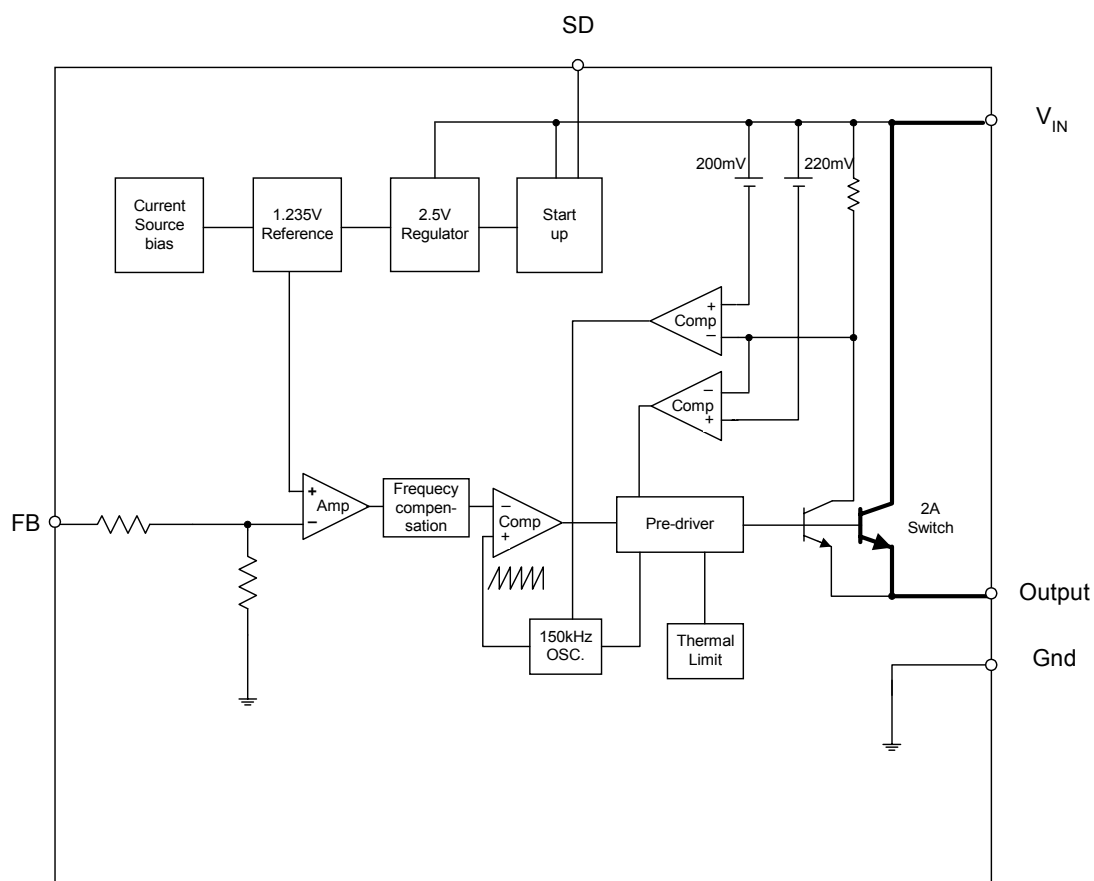 SD
V_IN
200mV
220mV
Current
Source
bias
1.235V
Reference
2.5V
Regulator
Start
up
+
Comp
–
–
Comp
+
FB
+
Amp
–
Frequecy
compen-
sation
–
Comp
+
Pre-driver
2A
Switch
150kHz
OSC.
Thermal
Limit
Output
Gnd